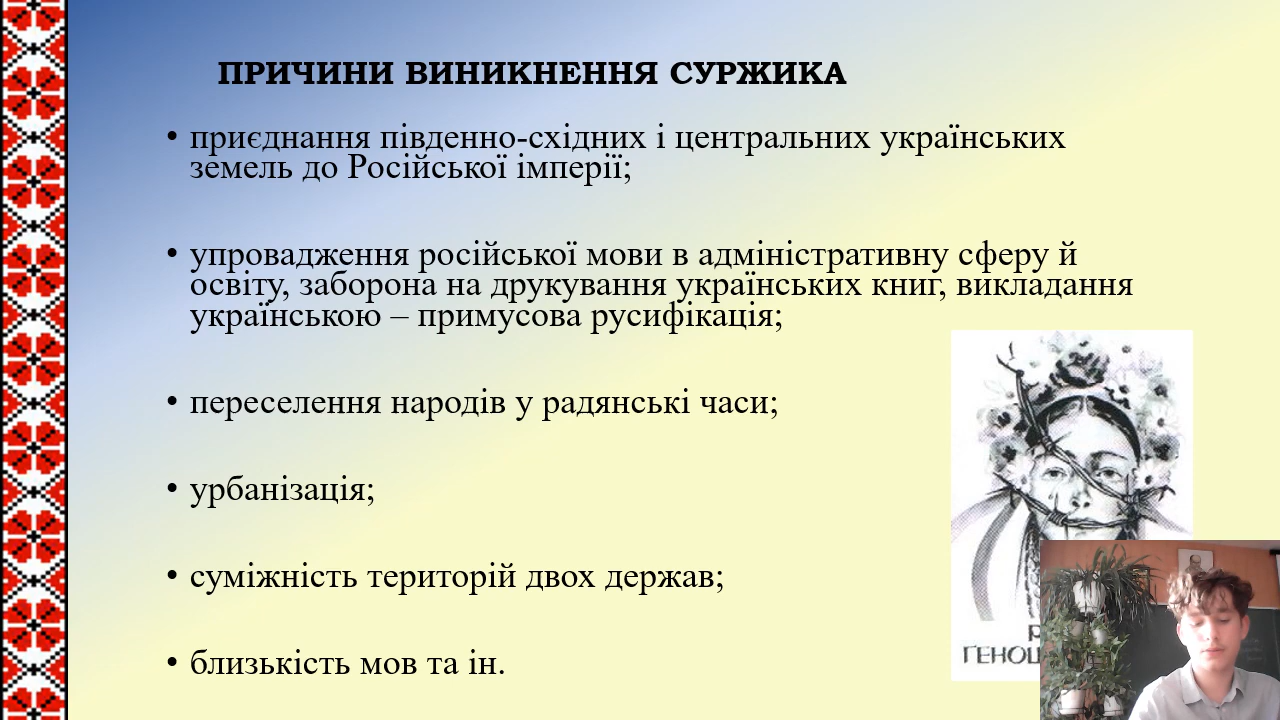 ПРИЧИНИ ВИНИКНЕННЯ СУРЖИКА
• приєднання південно-східних і центральних українських
земель до Російської імперії;
• упровадження російської мови в адміністративну сферу й
освіту, заборона на друкування українських книг, викладання
українською – примусова русифікація;
• переселення народів у радянські часи;
• урбанізація;
• суміжність територій двох держав;
• близькість мов та ін.